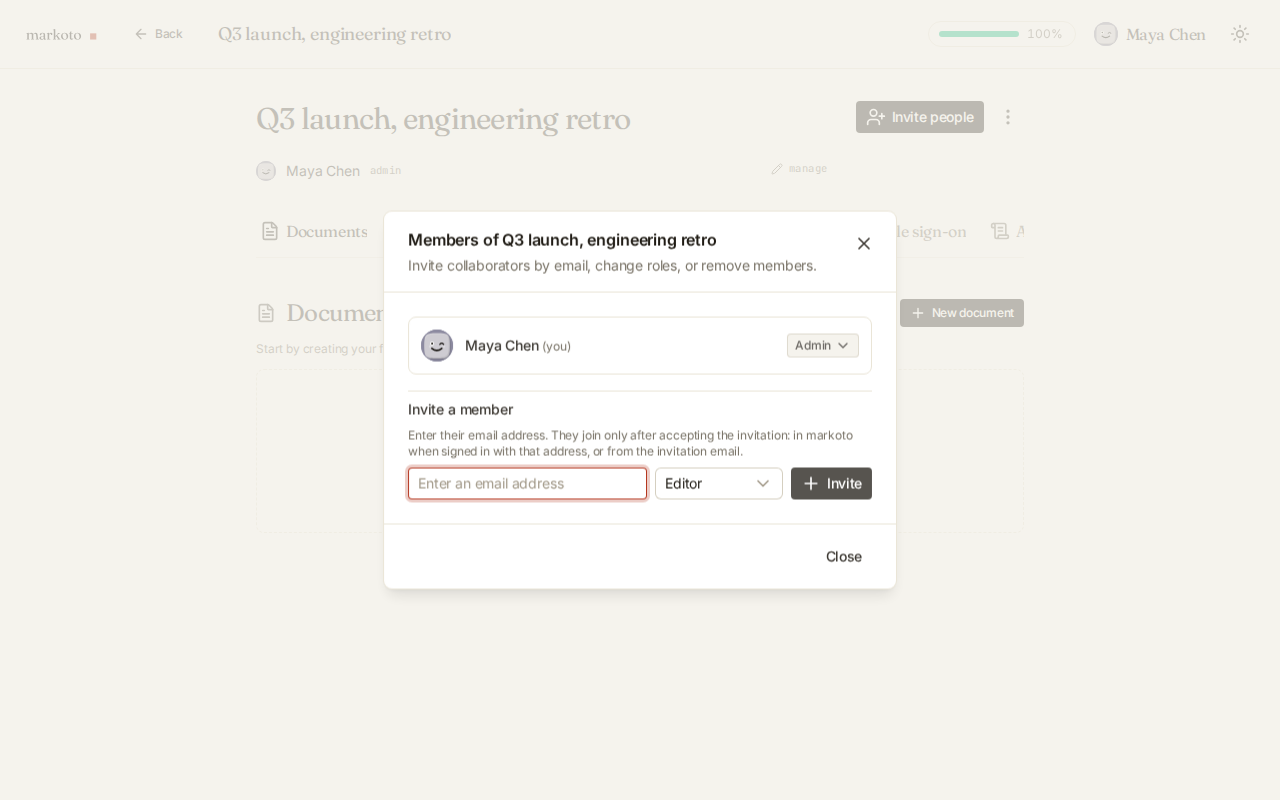 markoto
Back
Q3 launch, engineering retro
100%
Maya Chen
Q3 launch, engineering retro
Invite people
Maya Chen admin
manage
Documents
le sign-on
Members of Q3 launch, engineering retro
Invite collaborators by email, change roles, or remove members.
Documen
New document
Start by creating your f
Maya Chen (you)
Admin
Invite a member
Enter their email address. They join only after accepting the invitation: in markoto
when signed in with that address, or from the invitation email.
Enter an email address
Editor
Invite
Close